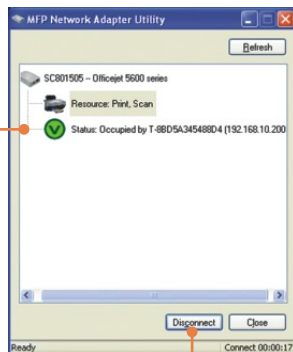 MFP Network Adapter Utility
Refresh
SC801505 – Officejet 5600 series
Resource: Print, Scan
Status: Occupied by T-8BD5A345488D4 (192.168.10.200
Disconnect
Close
Ready
Connect 00:00:17